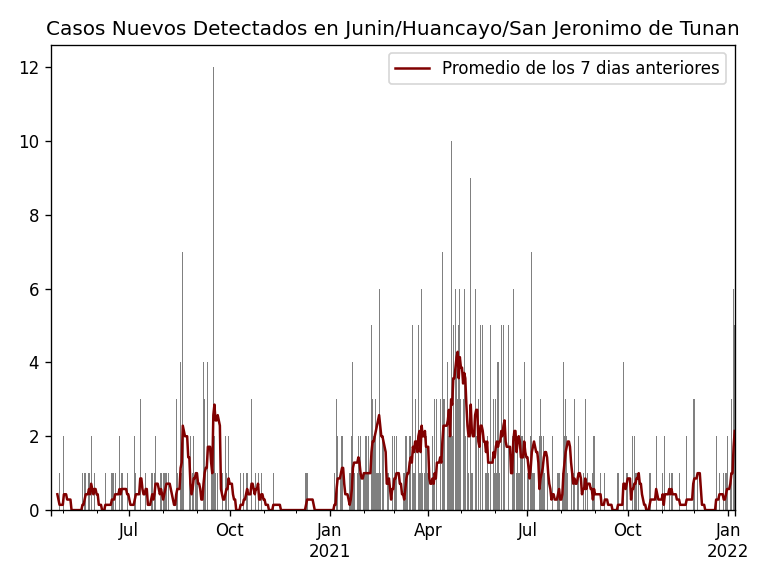 Casos Nuevos Detectados en Junin/Huancayo/San Jeronimo de Tunan
Promedio de los 7 dias anteriores
12
10
8
6
4
2
0
Jul
Oct
Jan
2021
Apr
Jul
Oct
Jan
2022